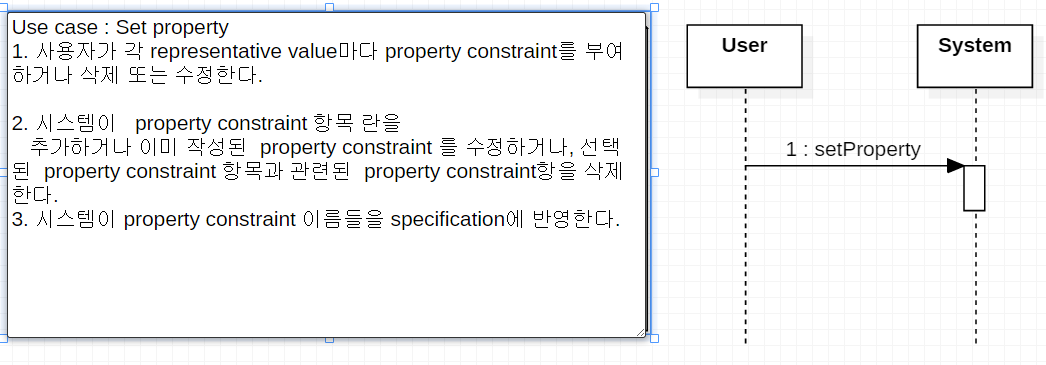 Use case : Set property
1. 사용자가 각 representative value마다 property constraint를 부여
하거나 삭제 또는 수정한다.
2. 시스템이 property constraint 항목 란을
추가하거나 이미 작성된 property constraint 를 수정하거나, 선택
된 property constraint 항목과 관련된 property constraint항을 삭제
한다.
3. 시스템이 property constraint 이름들을 specification에 반영한다.
User
System
1 : setProperty